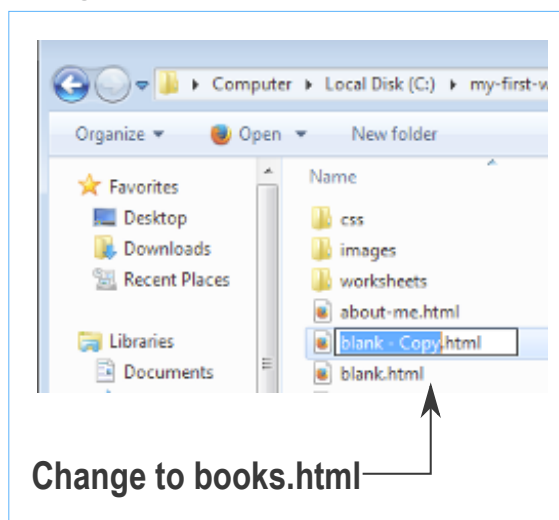 Computer ▸ Local Disk (C:) ▸ my-first-w
Organize Open New folder
Favorites
Desktop
Downloads
Recent Places
Libraries
Documents
Name
css
images
worksheets
about-me.html
blank - Copy.html
blank.html
Change to books.html